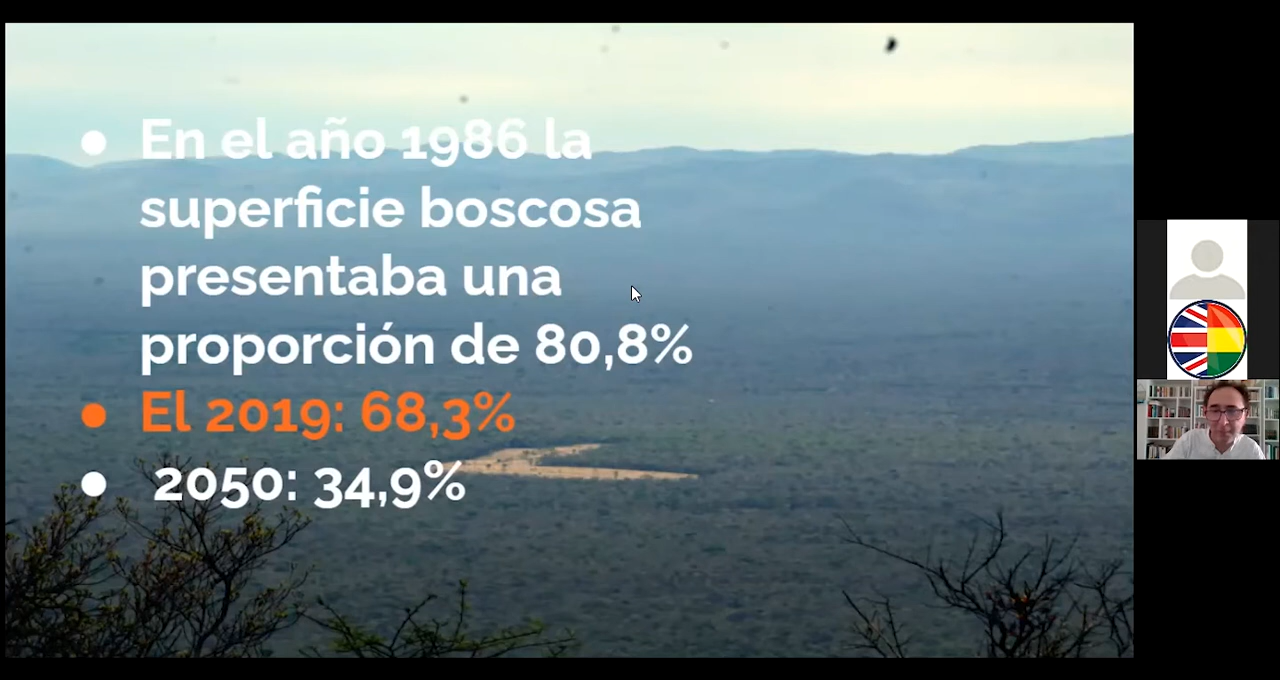 ● En el año 1986 la
superficie boscosa
presentaba una
proporción de 80,8%
● El 2019: 68,3%
● 2050: 34,9%